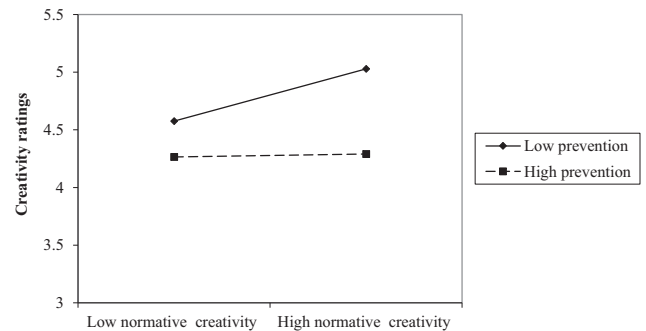 5.5
5
4.5
4
3.5
3
Creativity ratings
Low normative creativity
High normative creativity
Low prevention
High prevention